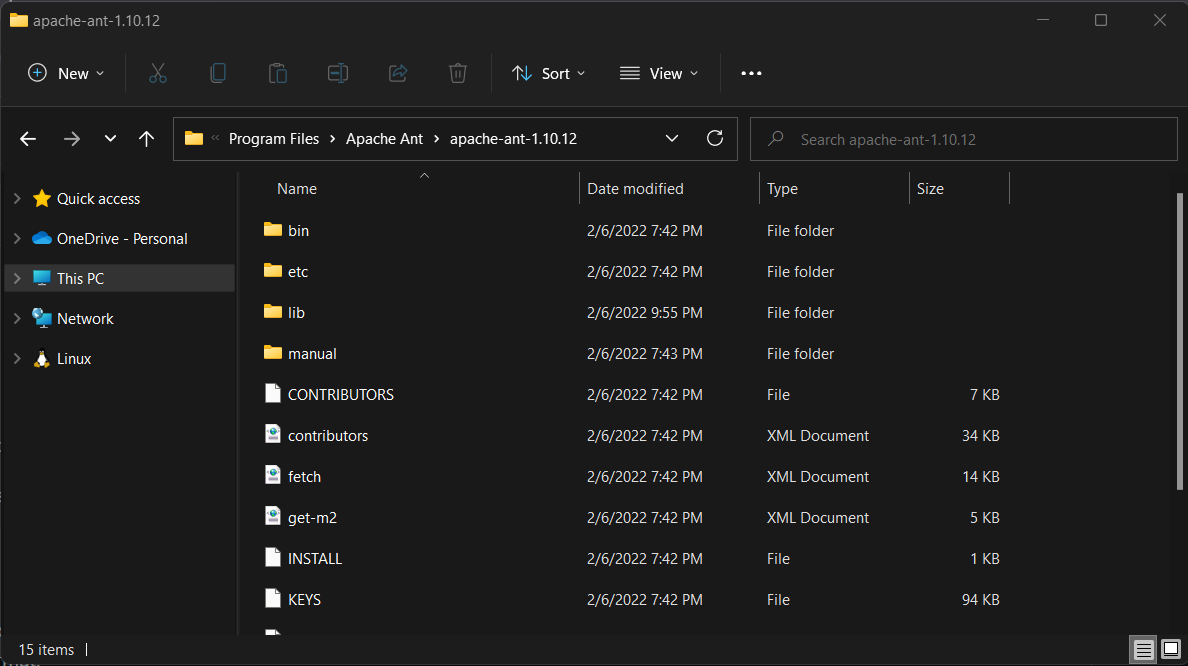 apache-ant-1.10.12
New
Sort
View
« Program Files > Apache Ant > apache-ant-1.10.12
Search apache-ant-1.10.12
Quick access
OneDrive - Personal
This PC
Network
Linux
Name Date modified Type Size
bin 2/6/2022 7:42 PM File folder
etc 2/6/2022 7:42 PM File folder
lib 2/6/2022 9:55 PM File folder
manual 2/6/2022 7:43 PM File folder
CONTRIBUTORS 2/6/2022 7:42 PM File 7 KB
contributors 2/6/2022 7:42 PM XML Document 34 KB
fetch 2/6/2022 7:42 PM XML Document 14 KB
get-m2 2/6/2022 7:42 PM XML Document 5 KB
INSTALL 2/6/2022 7:42 PM File 1 KB
KEYS 2/6/2022 7:42 PM File 94 KB
15 items